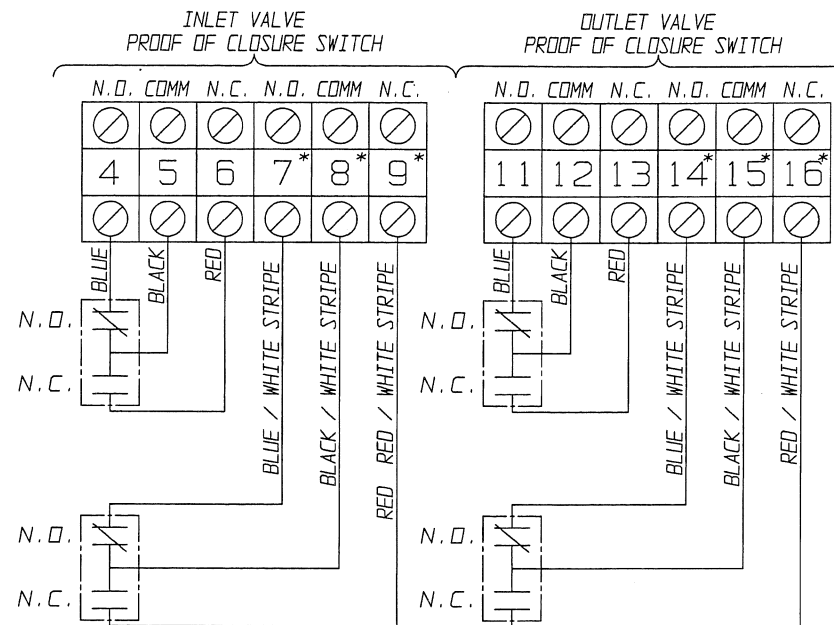 INLET VALVE
PROOF OF CLOSURE SWITCH
OUTLET VALVE
PROOF OF CLOSURE SWITCH
N.O. COMM N.C. N.O. COMM N.C.
N.O. COMM N.C. N.O. COMM N.C.
4 5 6 7* 8* 9*
11 12 13 14* 15* 16*
BLUE
BLACK
RED
BLUE / WHITE STRIPE
BLACK / WHITE STRIPE
RED RED / WHITE STRIPE
BLUE
BLACK
RED
BLUE / WHITE STRIPE
BLACK / WHITE STRIPE
RED / WHITE STRIPE
N.O.
N.C.
N.O.
N.C.
N.O.
N.C.
N.O.
N.C.